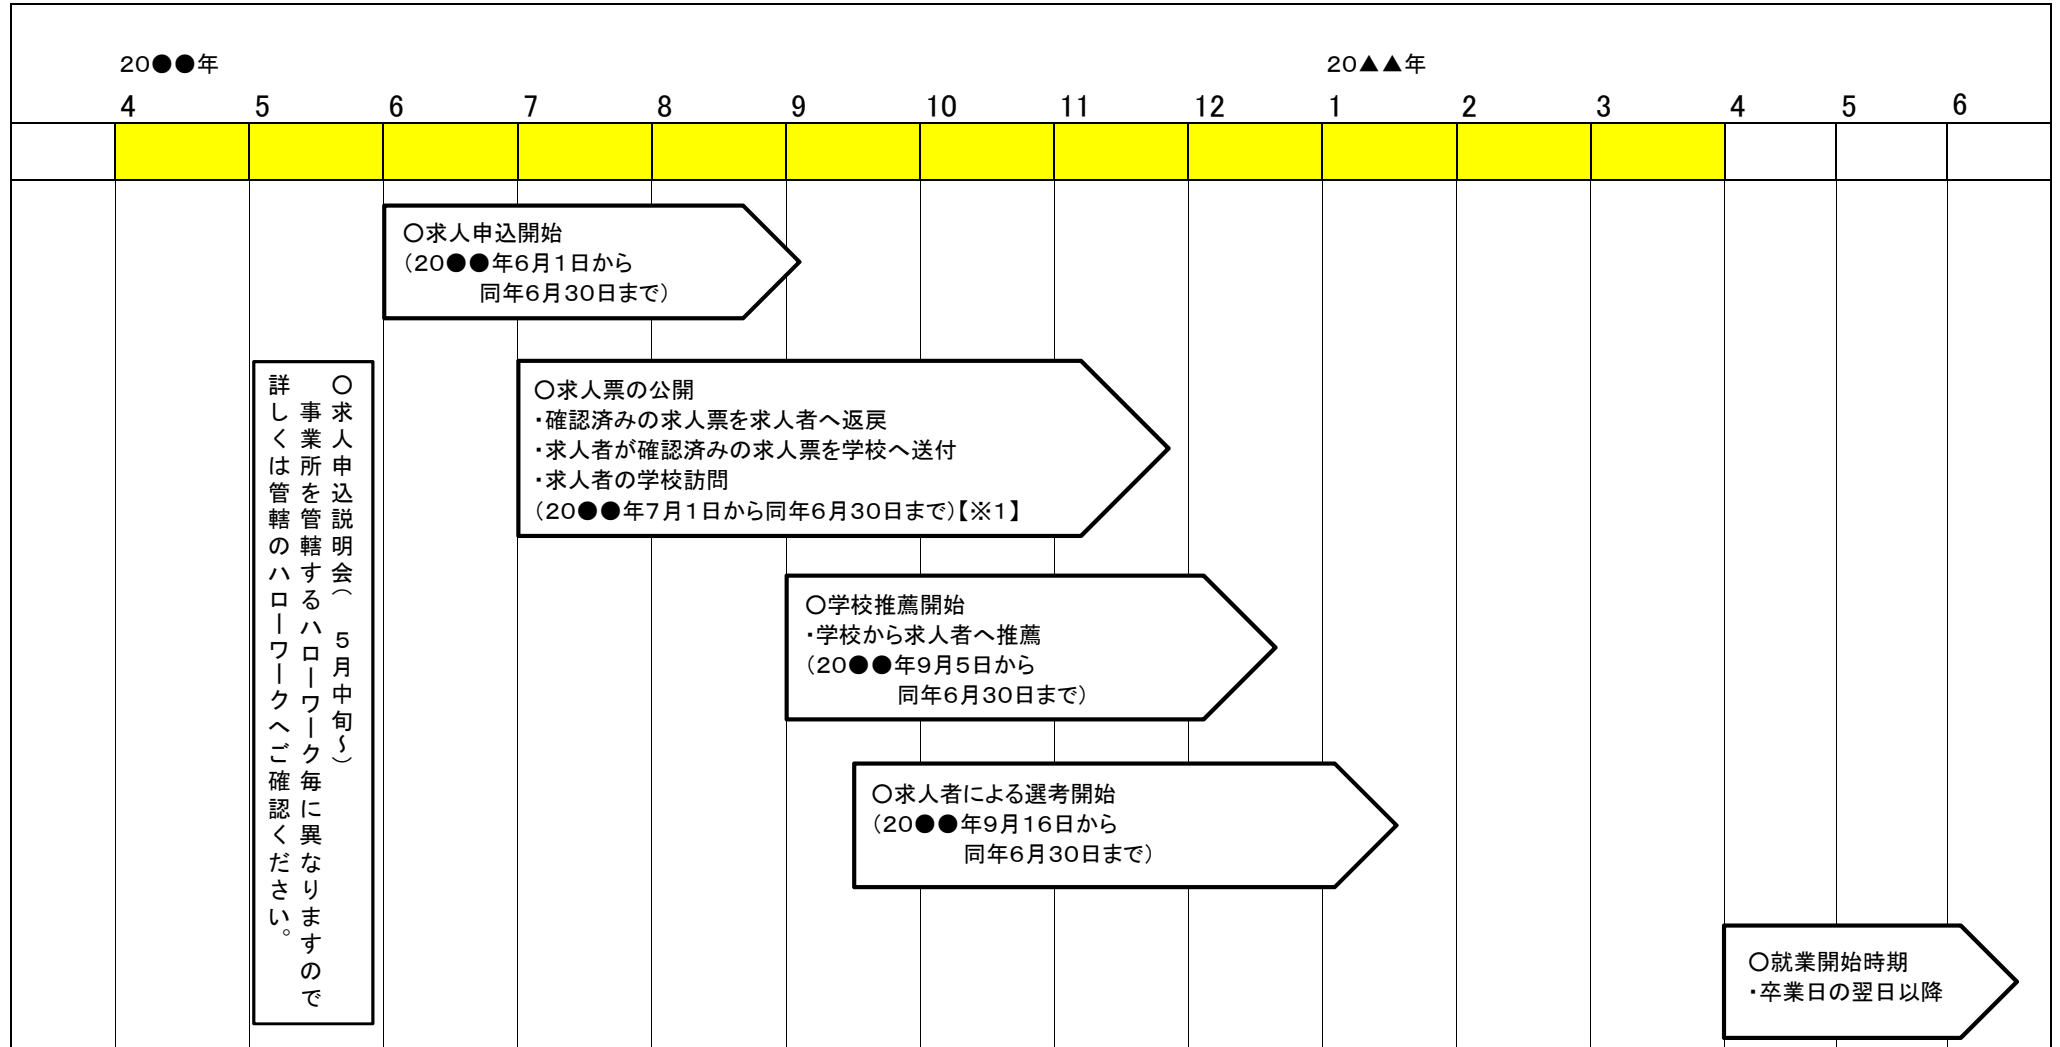 20●●年
20▲▲年
4 5 6 7 8 9 10 11 12 1 2 3 4 5 6
〇求人申込開始
（20●●年6月1日から
同年6月30日まで）
〇求人申込説明会（　5月中旬～）
事業所を管轄するハローワーク毎に異なりますので
詳しくは管轄のハローワークへご確認ください。
〇求人票の公開
・確認済みの求人票を求人者へ返戻
・求人者が確認済みの求人票を学校へ送付
・求人者の学校訪問
（20●●年7月1日から同年6月30日まで）【※1】
〇学校推薦開始
・学校から求人者へ推薦
（20●●年9月5日から
同年6月30日まで）
〇求人者による選考開始
（20●●年9月16日から
同年6月30日まで）
〇就業開始時期
・卒業日の翌日以降